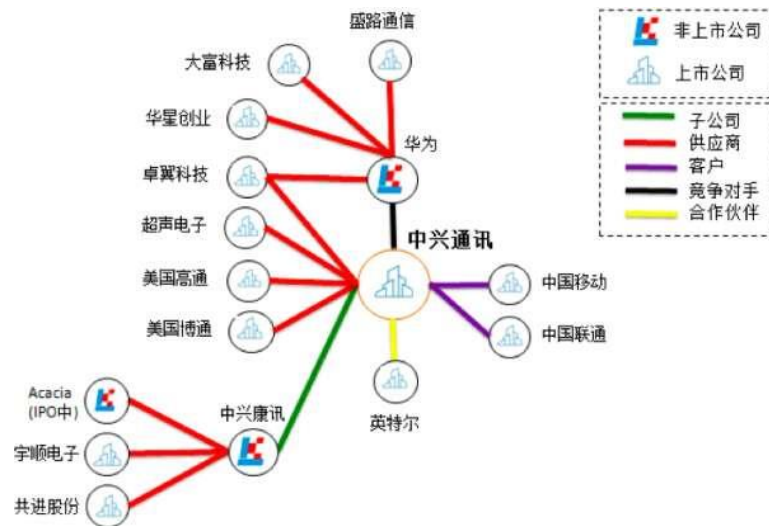 盛路通信
大富科技
华星创业
华为
卓翼科技
超声电子
中兴通讯
美国高通
中国移动
美国博通
中国联通
Acacia
(IPO中)
中兴康讯
英特尔
宇顺电子
共进股份
非上市公司
上市公司
子公司
供应商
客户
竞争对手
合作伙伴